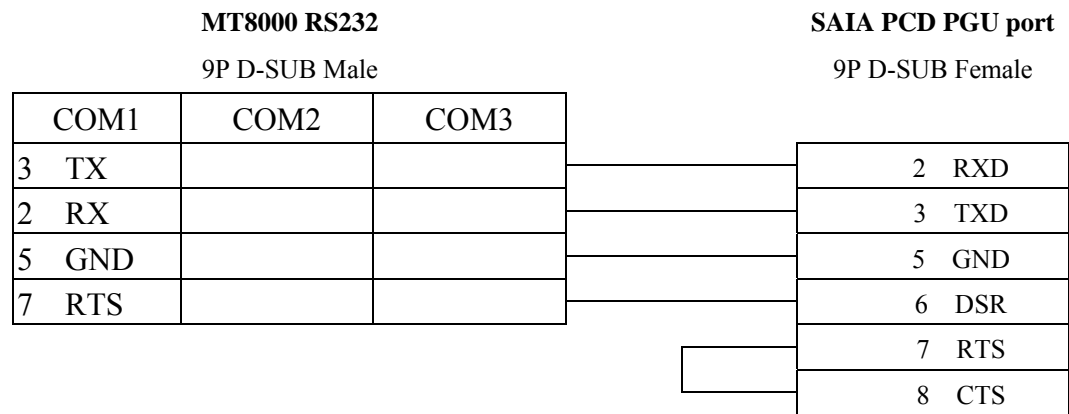 MT8000 RS232 SAIA PCD PGU port
9P D-SUB Male 9P D-SUB Female
COM1 COM2 COM3
3 TX 2 RXD
2 RX 3 TXD
5 GND 5 GND
7 RTS 6 DSR
7 RTS
8 CTS